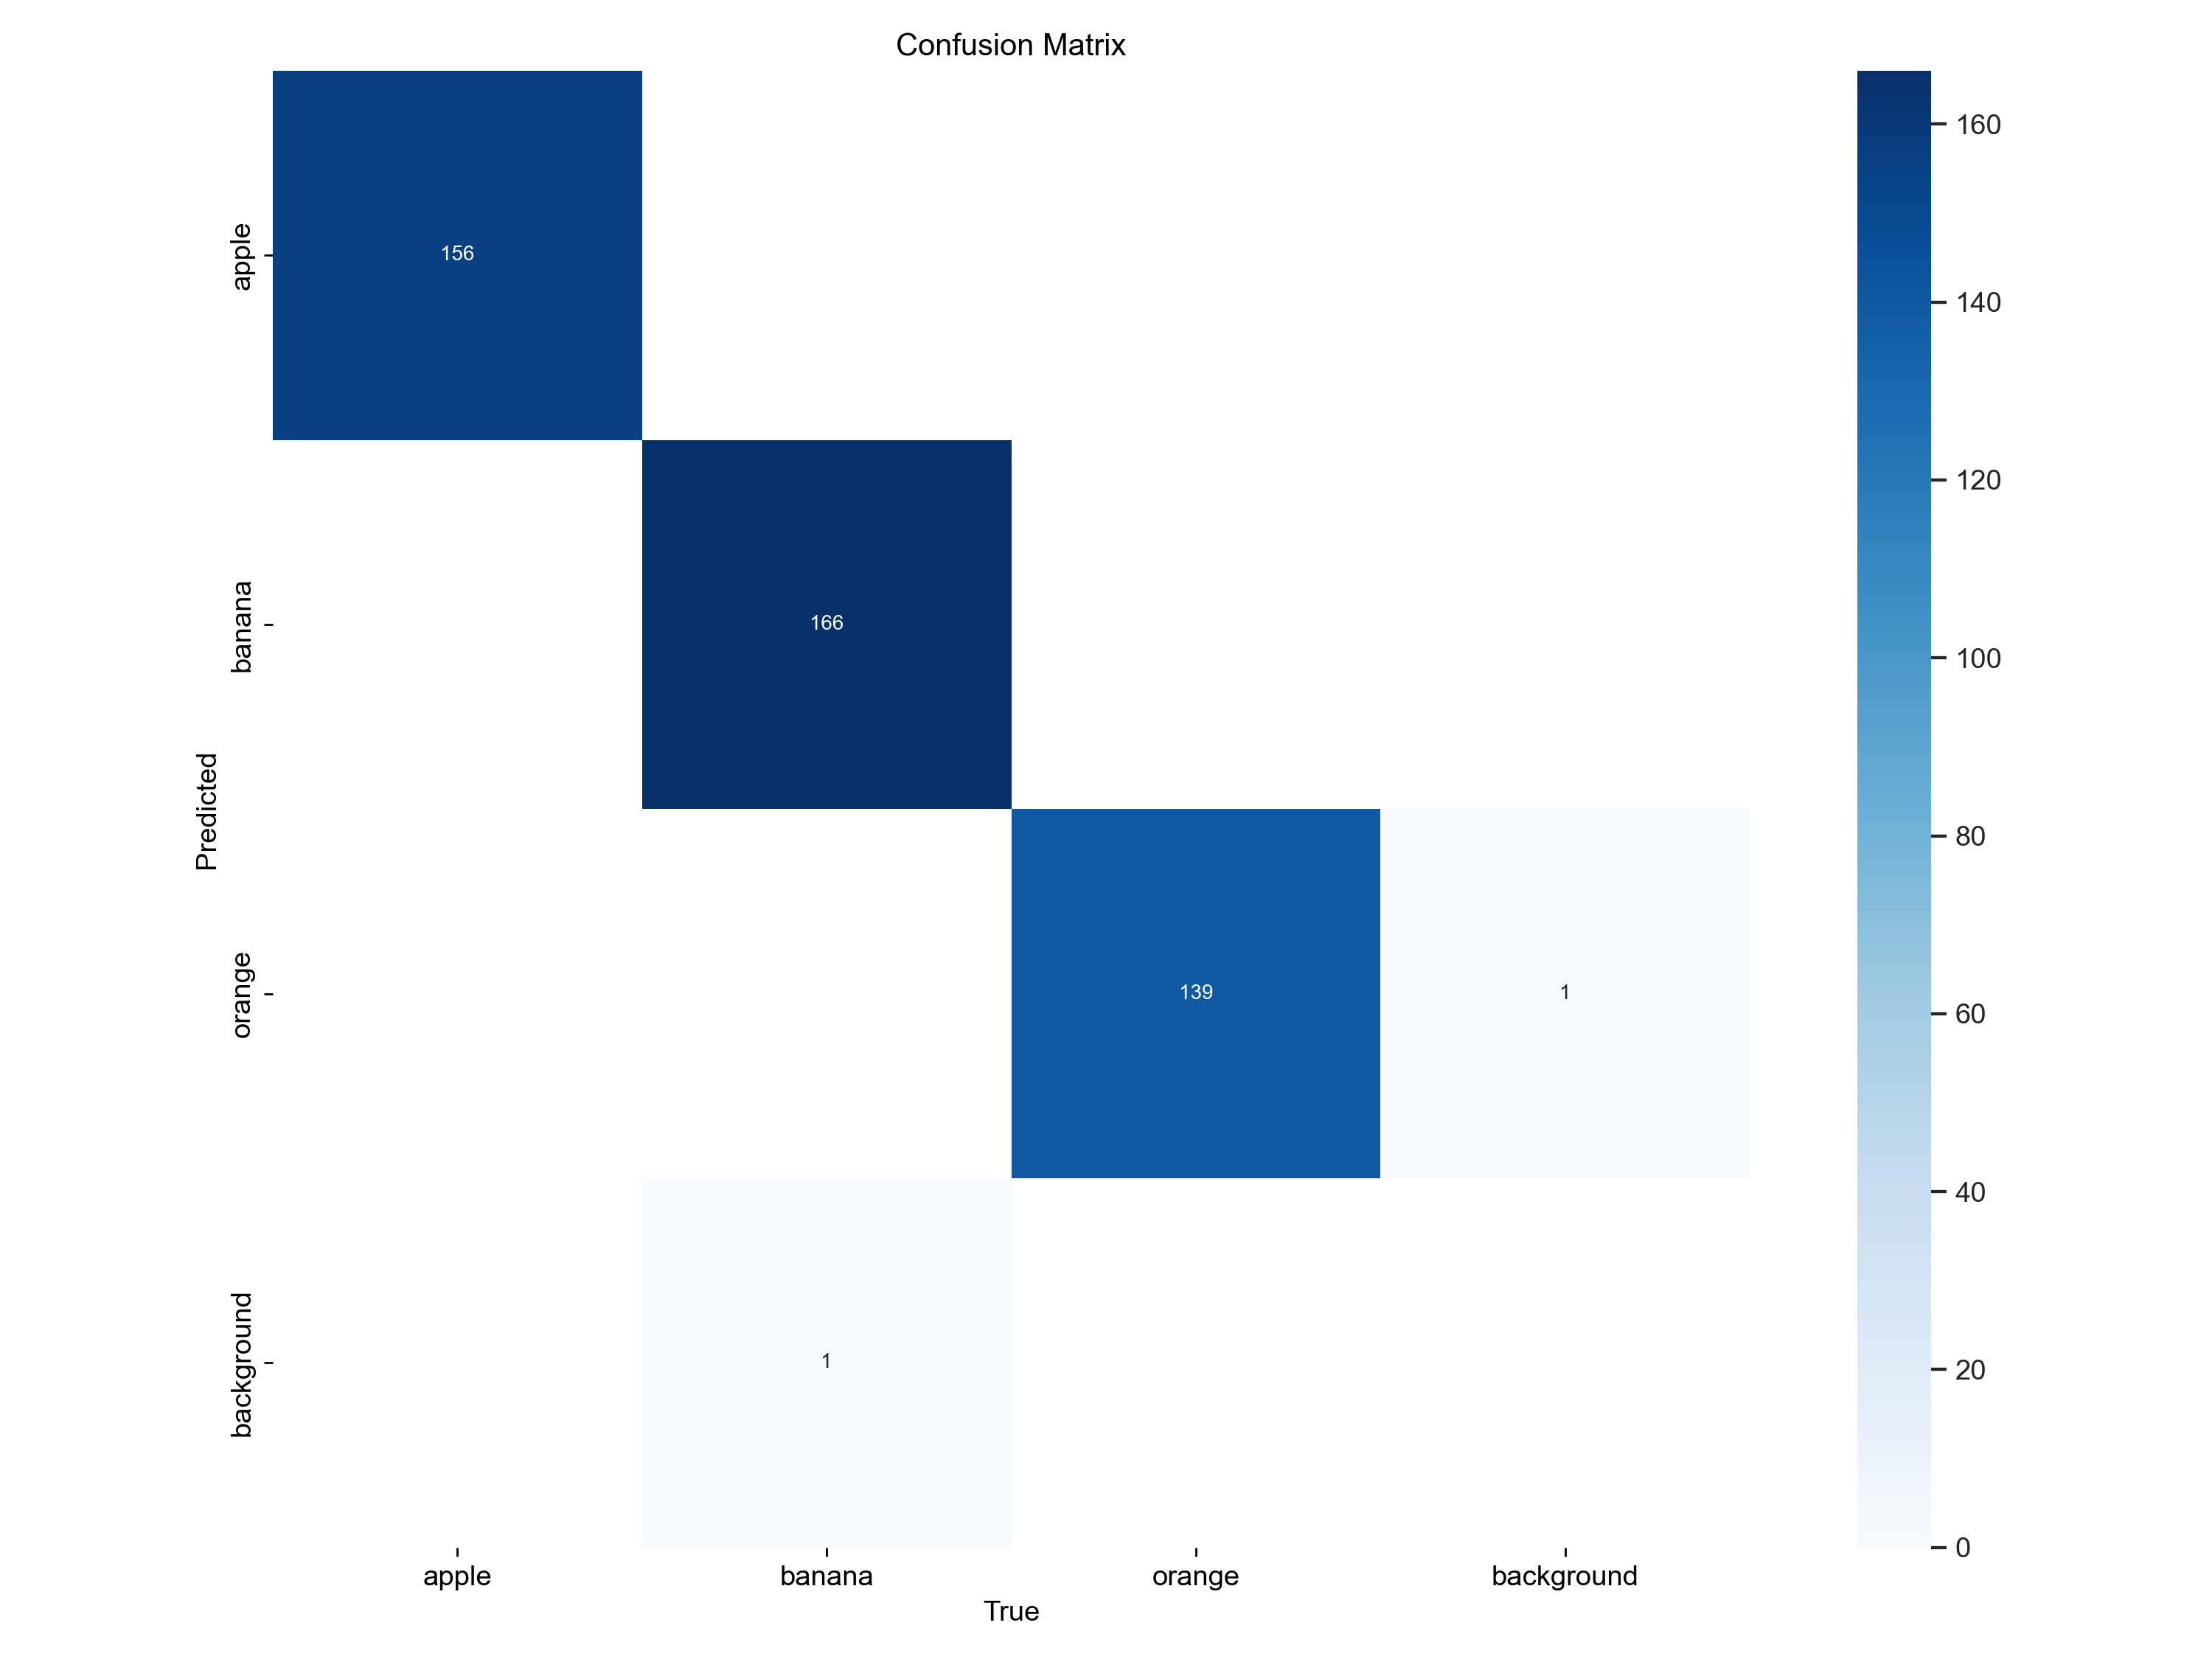 Confusion Matrix
apple
156
banana
166
Predicted
orange
139
1
background
1
apple
banana
orange
background
True
160
140
120
100
80
60
40
20
0